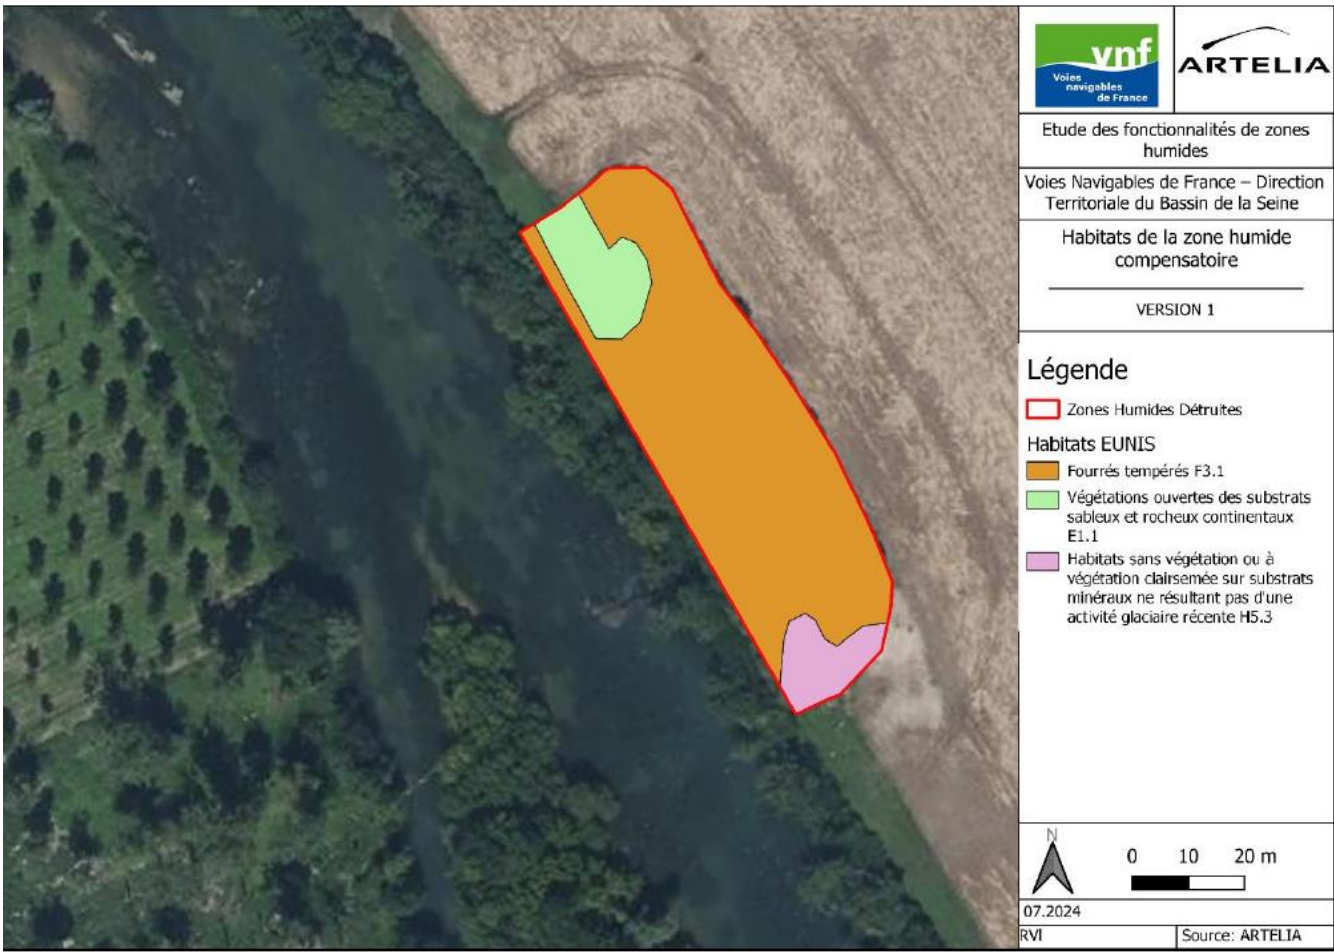 vnf
Voies
navigables
de France
ARTELIA
Etude des fonctionnalités de zones
humides
Voies Navigables de France – Direction
Territoriale du Bassin de la Seine
Habitats de la zone humide
compensatoire
VERSION 1
Légende
Zones Humides Détruites
Habitats EUNIS
Fourrés tempérés F3.1
Végétations ouvertes des substrats
sableux et rocheux continentaux
E1.1
Habitats sans végétation ou à
végétation clairsemée sur substrats
minéraux ne résultant pas d'une
activité glaciaire récente H5.3
N
0 10 20 m
07.2024
RVI
Source: ARTELIA